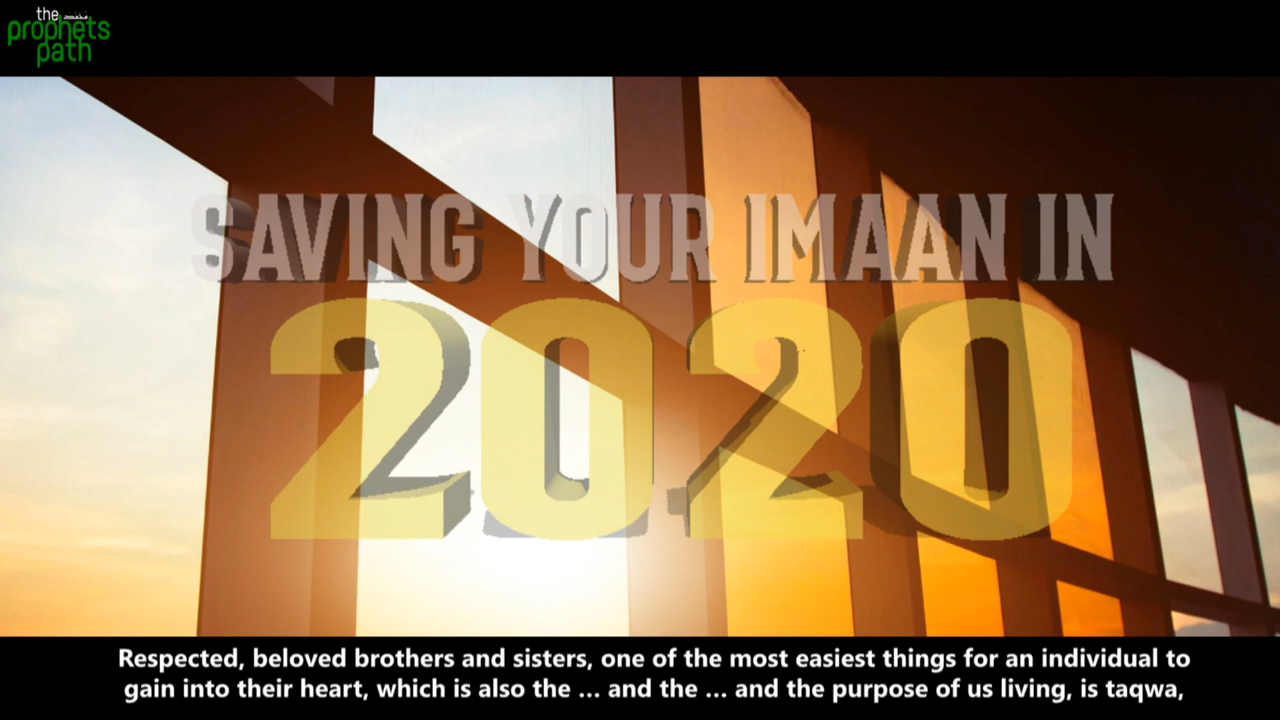 the
prophets
path
SAVING YOUR IMAAN IN
2020
Respected, beloved brothers and sisters, one of the most easiest things for an individual to
gain into their heart, which is also the ... and the ... and the purpose of us living, is taqwa,